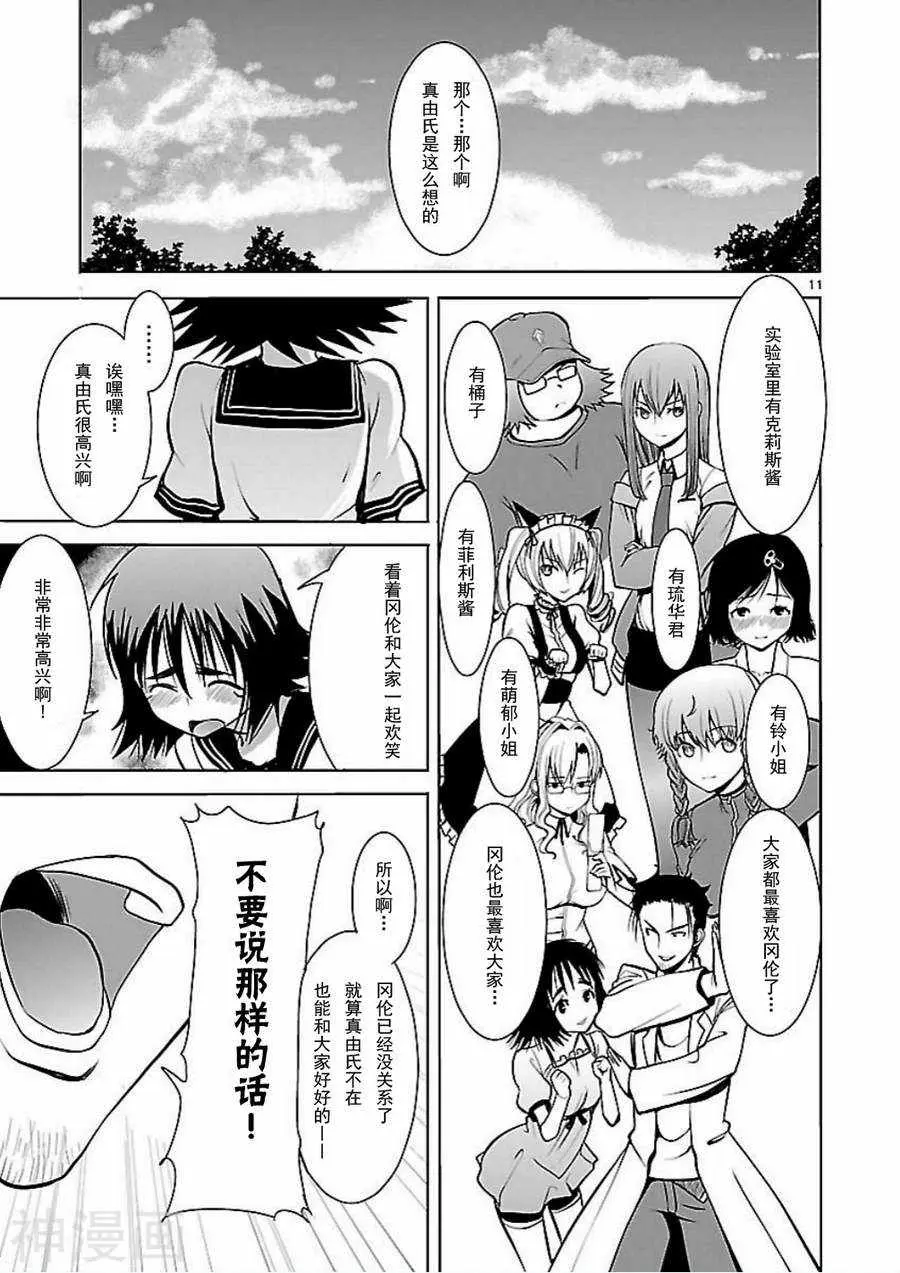 那个…那个啊
真由氏是这么想的
11
实验室里有克莉斯酱
有桶子
有菲利斯酱
有琉华君
有萌郁小姐
有铃小姐
大家都最喜欢冈伦了…
冈伦也最喜欢大家…
……
诶嘿嘿…
真由氏很高兴啊
看着冈伦和大家一起欢笑
非常非常高兴啊！
所以啊…
冈伦已经没关系了
就算真由氏不在
也能和大家好好的——
不要说那样的话！
神漫画